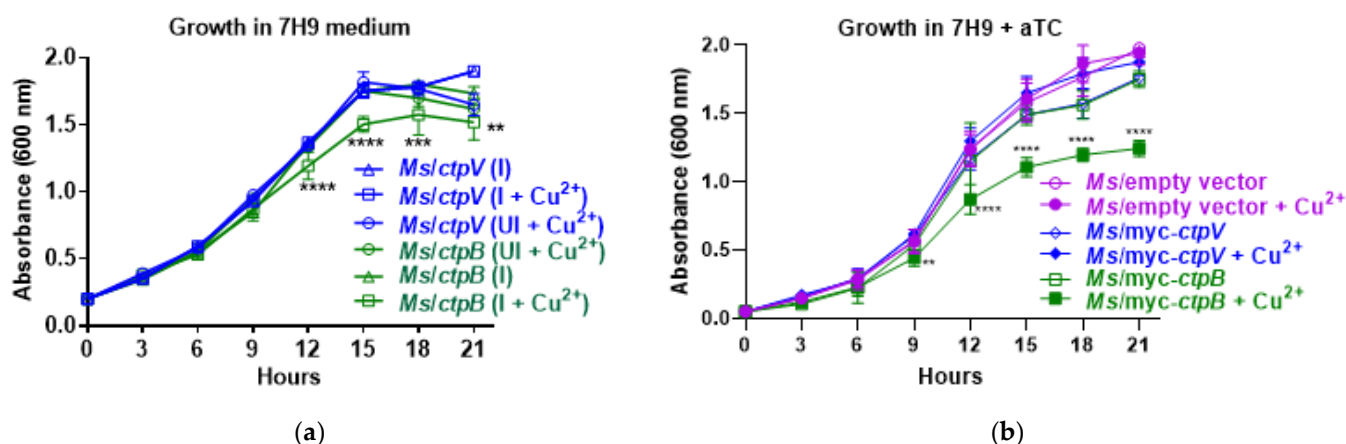 Growth in 7H9 medium
Absorbance (600 nm)
2.0
1.5
1.0
0.5
0.0
****
****
***
**
Ms/ctpV (I)
Ms/ctpV (I + Cu²⁺)
Ms/ctpV (UI + Cu²⁺)
Ms/ctpB (UI + Cu²⁺)
Ms/ctpB (I)
Ms/ctpB (I + Cu²⁺)
0 3 6 9 12 15 18 21
Hours
(a)
Growth in 7H9 + aTC
Absorbance (600 nm)
2.0
1.5
1.0
0.5
0.0
**
****
****
****
****
Ms/empty vector
Ms/empty vector + Cu²⁺
Ms/myc-ctpV
Ms/myc-ctpV + Cu²⁺
Ms/myc-ctpB
Ms/myc-ctpB + Cu²⁺
0 3 6 9 12 15 18 21
Hours
(b)